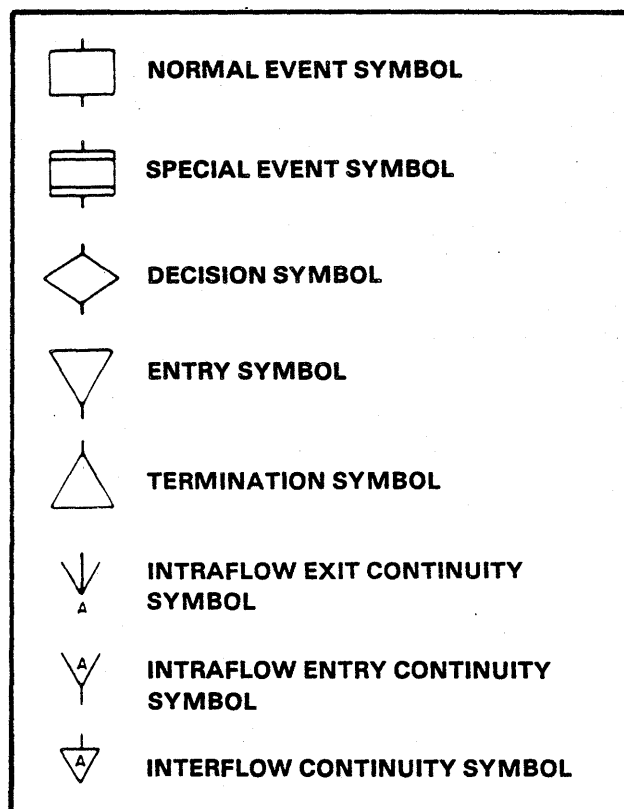 NORMAL EVENT SYMBOL
SPECIAL EVENT SYMBOL
DECISION SYMBOL
ENTRY SYMBOL
TERMINATION SYMBOL
INTRAFLOW EXIT CONTINUITY
SYMBOL
A
INTRAFLOW ENTRY CONTINUITY
SYMBOL
A
INTERFLOW CONTINUITY SYMBOL
A